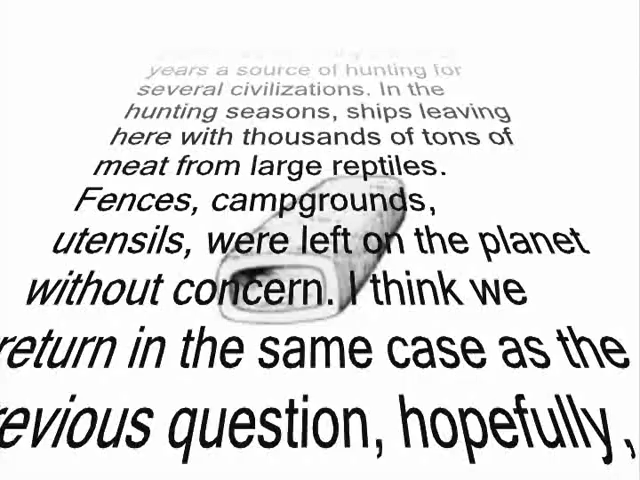 years a source of hunting for
several civilizations. In the
hunting seasons, ships leaving
here with thousands of tons of
meat from large reptiles.
Fences, campgrounds,
utensils, were left on the planet
without concern. I think we
return in the same case as the
revious question, hopefully,